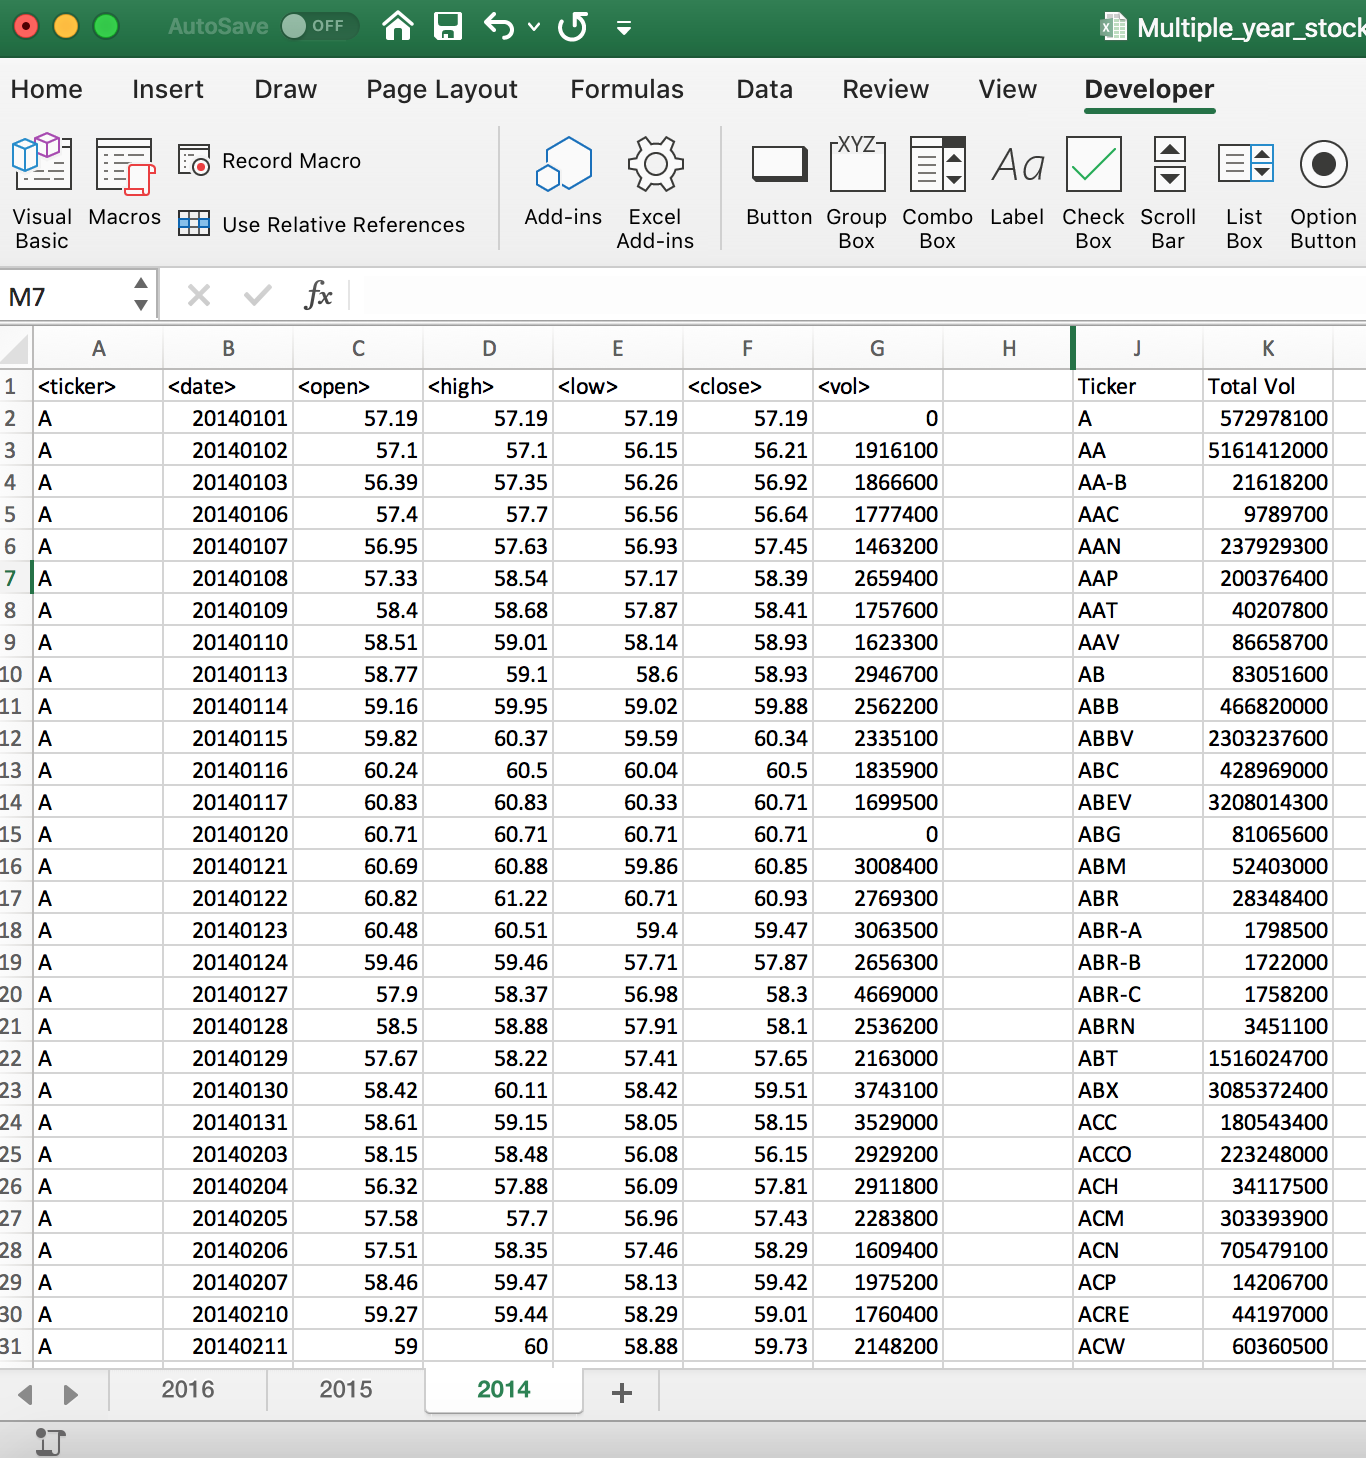 AutoSave OFF Multiple_year_stock
Home Insert Draw Page Layout Formulas Data Review View Developer
Visual Basic Macros Record Macro Use Relative References Add-ins Excel Add-ins Button Group Box Combo Box Label Check Box Scroll Bar List Box Option Button
XYZ Aa
M7 fx
A B C D E F G H J K
1 <ticker> <date> <open> <high> <low> <close> <vol> Ticker Total Vol
2 A 20140101 57.19 57.19 57.19 57.19 0 A 572978100
3 A 20140102 57.1 57.1 56.15 56.21 1916100 AA 5161412000
4 A 20140103 56.39 57.35 56.26 56.92 1866600 AA-B 21618200
5 A 20140106 57.4 57.7 56.56 56.64 1777400 AAC 9789700
6 A 20140107 56.95 57.63 56.93 57.45 1463200 AAN 237929300
7 A 20140108 57.33 58.54 57.17 58.39 2659400 AAP 200376400
8 A 20140109 58.4 58.68 57.87 58.41 1757600 AAT 40207800
9 A 20140110 58.51 59.01 58.14 58.93 1623300 AAV 86658700
10 A 20140113 58.77 59.1 58.6 58.93 2946700 AB 83051600
11 A 20140114 59.16 59.95 59.02 59.88 2562200 ABB 466820000
12 A 20140115 59.82 60.37 59.59 60.34 2335100 ABBV 2303237600
13 A 20140116 60.24 60.5 60.04 60.5 1835900 ABC 428969000
14 A 20140117 60.83 60.83 60.33 60.71 1699500 ABEV 3208014300
15 A 20140120 60.71 60.71 60.71 60.71 0 ABG 81065600
16 A 20140121 60.69 60.88 59.86 60.85 3008400 ABM 52403000
17 A 20140122 60.82 61.22 60.71 60.93 2769300 ABR 28348400
18 A 20140123 60.48 60.51 59.4 59.47 3063500 ABR-A 1798500
19 A 20140124 59.46 59.46 57.71 57.87 2656300 ABR-B 1722000
20 A 20140127 57.9 58.37 56.98 58.3 4669000 ABR-C 1758200
21 A 20140128 58.5 58.88 57.91 58.1 2536200 ABRN 3451100
22 A 20140129 57.67 58.22 57.41 57.65 2163000 ABT 1516024700
23 A 20140130 58.42 60.11 58.42 59.51 3743100 ABX 3085372400
24 A 20140131 58.61 59.15 58.05 58.15 3529000 ACC 180543400
25 A 20140203 58.15 58.48 56.08 56.15 2929200 ACCO 223248000
26 A 20140204 56.32 57.88 56.09 57.81 2911800 ACH 34117500
27 A 20140205 57.58 57.7 56.96 57.43 2283800 ACM 303393900
28 A 20140206 57.51 58.35 57.46 58.29 1609400 ACN 705479100
29 A 20140207 58.46 59.47 58.13 59.42 1975200 ACP 14206700
30 A 20140210 59.27 59.44 58.29 59.01 1760400 ACRE 44197000
31 A 20140211 59 60 58.88 59.73 2148200 ACW 60360500
2016 2015 2014 +